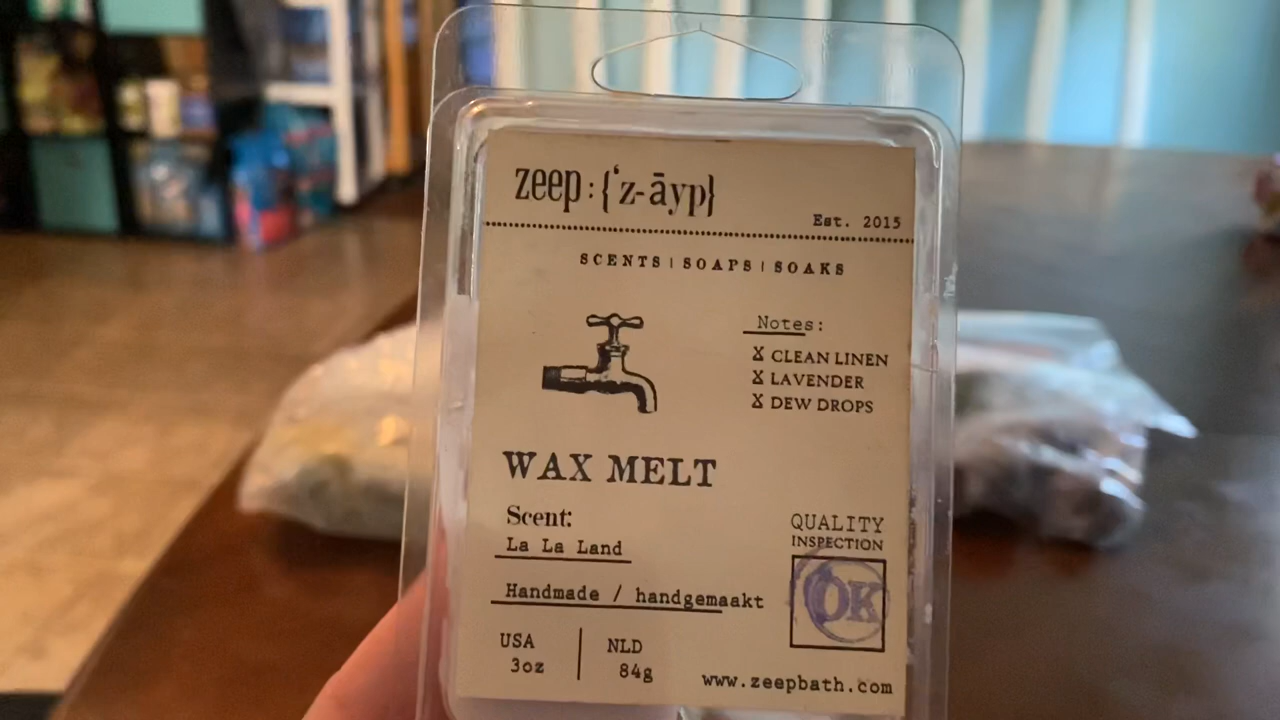 zeep:{'z-āyp}
Est. 2015
SCENTS | SOAPS | SOAKS
Notes:
X CLEAN LINEN
X LAVENDER
X DEW DROPS
WAX MELT
Scent:
La La Land
Handmade / handgemaakt
QUALITY
INSPECTION
OK
USA
3oz
NLD
84g
www.zeepbath.com